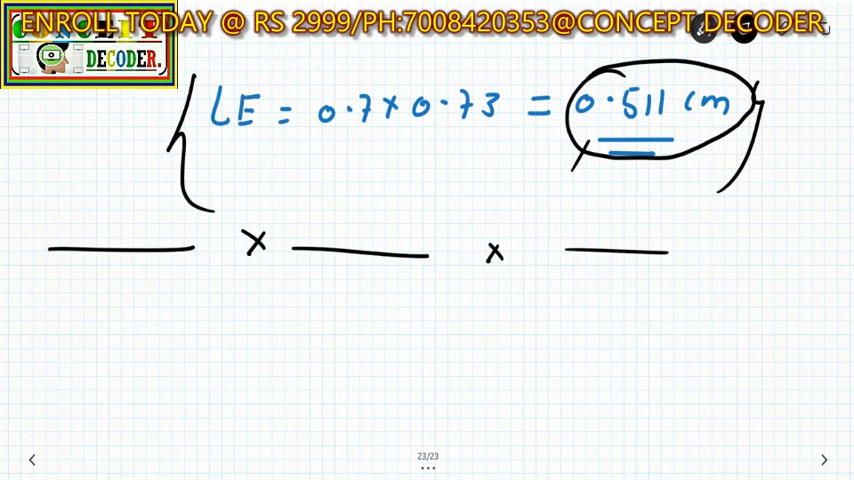 ENROLL TODAY @ RS 2999/PH:7008420353@CONCEPT DECODER.
DECODER.
LE = 0.7 x 0.73 = 0.511 cm
x x
23/23